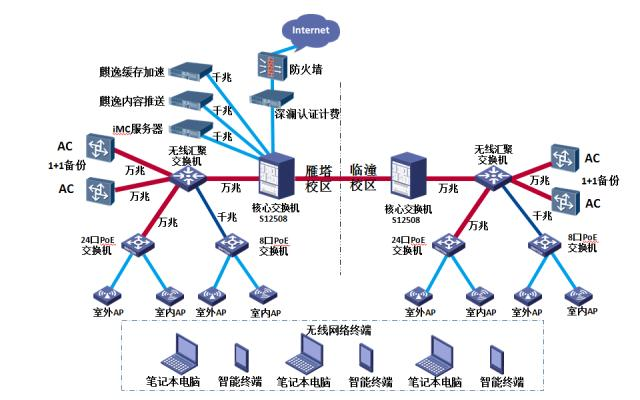 Internet
防火墙
麒逸缓存加速
千兆
麒逸内容推送
千兆
深澜认证计费
iMC服务器
千兆
AC
1+1备份
AC
万兆
万兆
无线汇聚
交换机
万兆
核心交换机
S12508
雁塔
校区
临潼
校区
核心交换机
S12508
万兆
无线汇聚
交换机
万兆
万兆
AC
1+1备份
AC
万兆
千兆
万兆
千兆
24口PoE
交换机
8口PoE
交换机
24口PoE
交换机
8口PoE
交换机
室外AP
室内AP
室外AP
室内AP
室外AP
室内AP
室外AP
室内AP
无线网络终端
笔记本电脑
智能终端
笔记本电脑
智能终端
笔记本电脑
智能终端